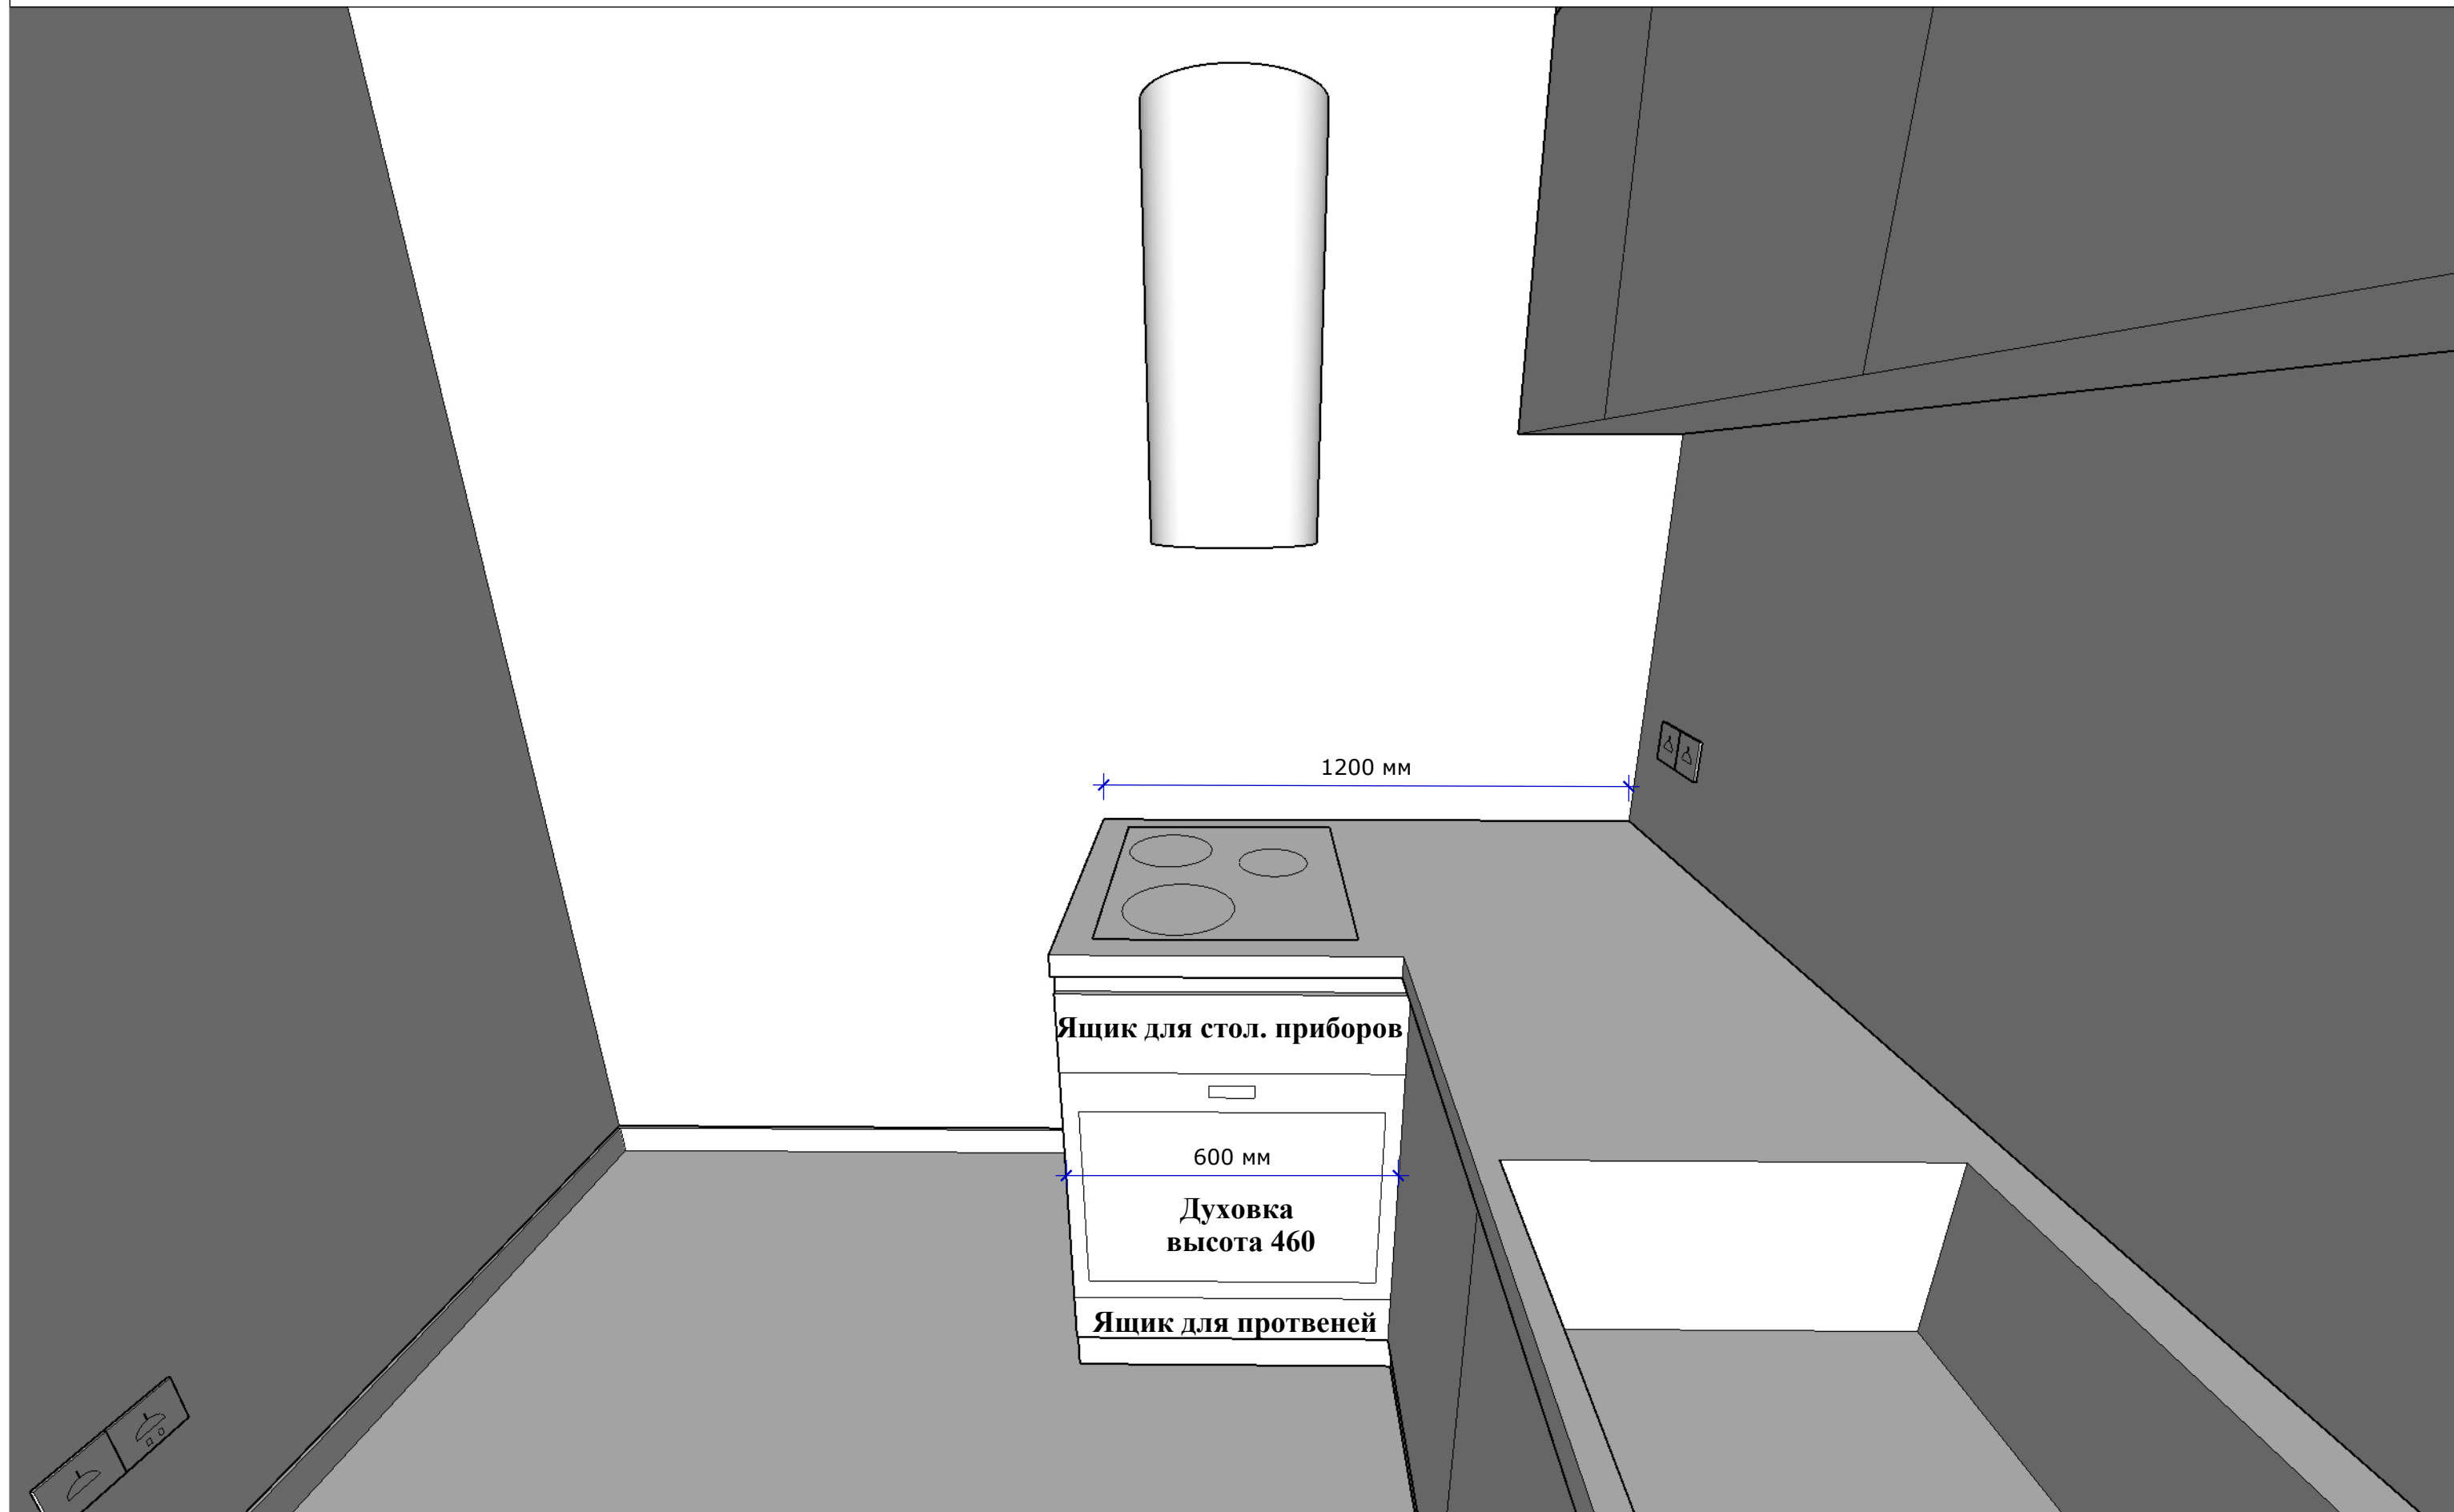 1200 мм
Ящик для стол. приборов
600 мм
Духовка
высота 460
Ящик для протвеней